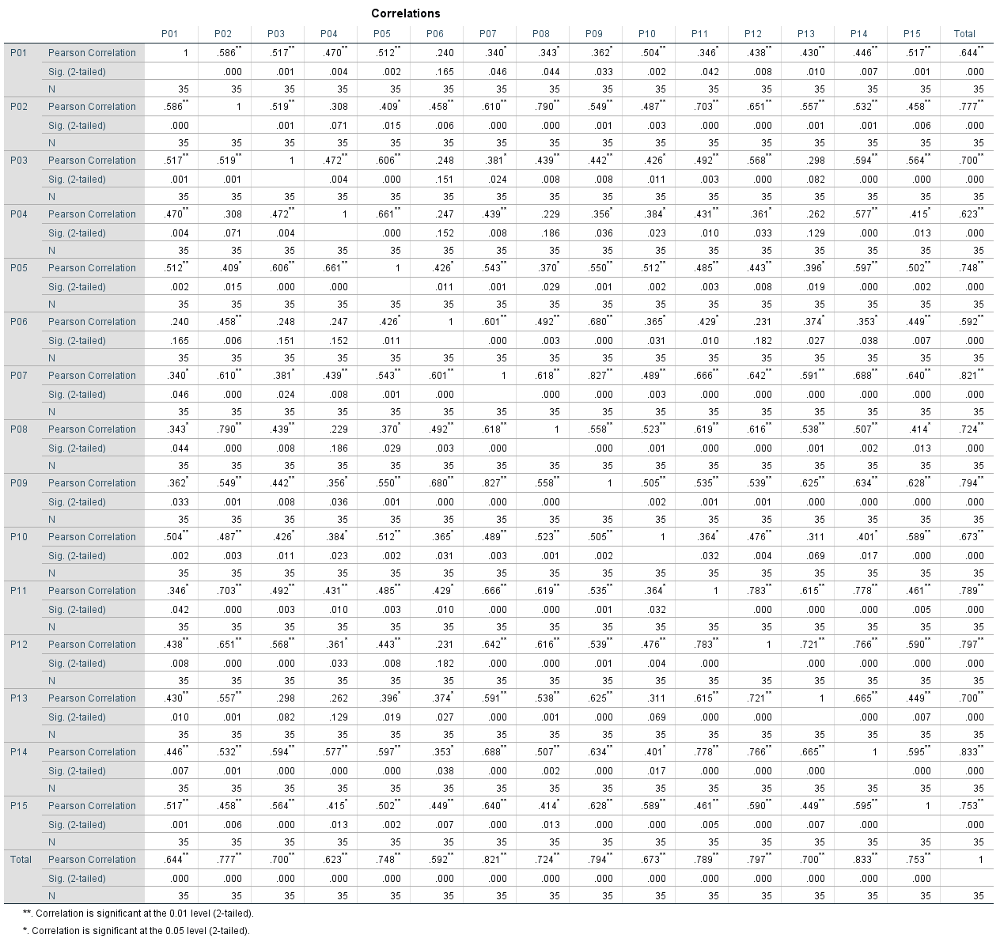 Correlations
P01 P02 P03 P04 P05 P06 P07 P08 P09 P10 P11 P12 P13 P14 P15 Total
P01 Pearson Correlation 1 .586** .517** .470** .512** .240 .340* .343* .362* .504** .346* .438** .430** .446** .517** .644**
Sig. (2-tailed) .000 .001 .004 .002 .165 .046 .044 .033 .002 .042 .008 .010 .007 .001 .000
N 35 35 35 35 35 35 35 35 35 35 35 35 35 35 35 35
P02 Pearson Correlation .586** 1 .519** .308 .409* .458** .610** .790** .549** .487** .703** .651** .557** .532** .458** .777**
Sig. (2-tailed) .000 .001 .071 .015 .006 .000 .000 .001 .003 .000 .000 .001 .001 .006 .000
N 35 35 35 35 35 35 35 35 35 35 35 35 35 35 35 35
P03 Pearson Correlation .517** .519** 1 .472** .606** .248 .381* .439** .442** .426* .492** .568** .298 .594** .564** .700**
Sig. (2-tailed) .001 .001 .004 .000 .151 .024 .008 .008 .011 .003 .000 .082 .000 .000 .000
N 35 35 35 35 35 35 35 35 35 35 35 35 35 35 35 35
P04 Pearson Correlation .470** .308 .472** 1 .661** .247 .439** .229 .356* .384* .431** .361* .262 .577** .415* .623**
Sig. (2-tailed) .004 .071 .004 .000 .152 .008 .186 .036 .023 .010 .033 .129 .000 .013 .000
N 35 35 35 35 35 35 35 35 35 35 35 35 35 35 35 35
P05 Pearson Correlation .512** .409* .606** .661** 1 .426* .543** .370* .550** .512** .485** .443** .396* .597** .502** .748**
Sig. (2-tailed) .002 .015 .000 .000 .011 .001 .029 .001 .002 .003 .008 .019 .000 .002 .000
N 35 35 35 35 35 35 35 35 35 35 35 35 35 35 35 35
P06 Pearson Correlation .240 .458** .248 .247 .426* 1 .601** .492** .680** .365* .429* .231 .374* .353* .449** .592**
Sig. (2-tailed) .165 .006 .151 .152 .011 .000 .003 .000 .031 .010 .182 .027 .038 .007 .000
N 35 35 35 35 35 35 35 35 35 35 35 35 35 35 35 35
P07 Pearson Correlation .340* .610** .381* .439** .543** .601** 1 .618** .827** .489** .666** .642** .591** .688** .640** .821**
Sig. (2-tailed) .046 .000 .024 .008 .001 .000 .000 .000 .003 .000 .000 .000 .000 .000 .000
N 35 35 35 35 35 35 35 35 35 35 35 35 35 35 35 35
P08 Pearson Correlation .343* .790** .439** .229 .370* .492** .618** 1 .558** .523** .619** .616** .538** .507** .414* .724**
Sig. (2-tailed) .044 .000 .008 .186 .029 .003 .000 .000 .001 .000 .000 .001 .002 .013 .000
N 35 35 35 35 35 35 35 35 35 35 35 35 35 35 35 35
P09 Pearson Correlation .362* .549** .442** .356* .550** .680** .827** .558** 1 .505** .535** .539** .625** .634** .628** .794**
Sig. (2-tailed) .033 .001 .008 .036 .001 .000 .000 .000 .002 .001 .001 .000 .000 .000 .000
N 35 35 35 35 35 35 35 35 35 35 35 35 35 35 35 35
P10 Pearson Correlation .504** .487** .426* .384* .512** .365* .489** .523** .505** 1 .364* .476** .311 .401* .589** .673**
Sig. (2-tailed) .002 .003 .011 .023 .002 .031 .003 .001 .002 .032 .004 .069 .017 .000 .000
N 35 35 35 35 35 35 35 35 35 35 35 35 35 35 35 35
P11 Pearson Correlation .346* .703** .492** .431** .485** .429* .666** .619** .535** .364* 1 .783** .615** .778** .461** .789**
Sig. (2-tailed) .042 .000 .003 .010 .003 .010 .000 .000 .001 .032 .000 .000 .000 .005 .000
N 35 35 35 35 35 35 35 35 35 35 35 35 35 35 35 35
P12 Pearson Correlation .438** .651** .568** .361* .443** .231 .642** .616** .539** .476** .783** 1 .721** .766** .590** .797**
Sig. (2-tailed) .008 .000 .000 .033 .008 .182 .000 .000 .001 .004 .000 .000 .000 .000 .000
N 35 35 35 35 35 35 35 35 35 35 35 35 35 35 35 35
P13 Pearson Correlation .430** .557** .298 .262 .396* .374* .591** .538** .625** .311 .615** .721** 1 .665** .449** .700**
Sig. (2-tailed) .010 .001 .082 .129 .019 .027 .000 .001 .000 .069 .000 .000 .000 .007 .000
N 35 35 35 35 35 35 35 35 35 35 35 35 35 35 35 35
P14 Pearson Correlation .446** .532** .594** .577** .597** .353* .688** .507** .634** .401* .778** .766** .665** 1 .595** .833**
Sig. (2-tailed) .007 .001 .000 .000 .000 .038 .000 .002 .000 .017 .000 .000 .000 .000 .000
N 35 35 35 35 35 35 35 35 35 35 35 35 35 35 35 35
P15 Pearson Correlation .517** .458** .564** .415* .502** .449** .640** .414* .628** .589** .461** .590** .449** .595** 1 .753**
Sig. (2-tailed) .001 .006 .000 .013 .002 .007 .000 .013 .000 .000 .005 .000 .007 .000 .000
N 35 35 35 35 35 35 35 35 35 35 35 35 35 35 35 35
Total Pearson Correlation .644** .777** .700** .623** .748** .592** .821** .724** .794** .673** .789** .797** .700** .833** .753** 1
Sig. (2-tailed) .000 .000 .000 .000 .000 .000 .000 .000 .000 .000 .000 .000 .000 .000 .000
N 35 35 35 35 35 35 35 35 35 35 35 35 35 35 35 35
**. Correlation is significant at the 0.01 level (2-tailed).
*. Correlation is significant at the 0.05 level (2-tailed).